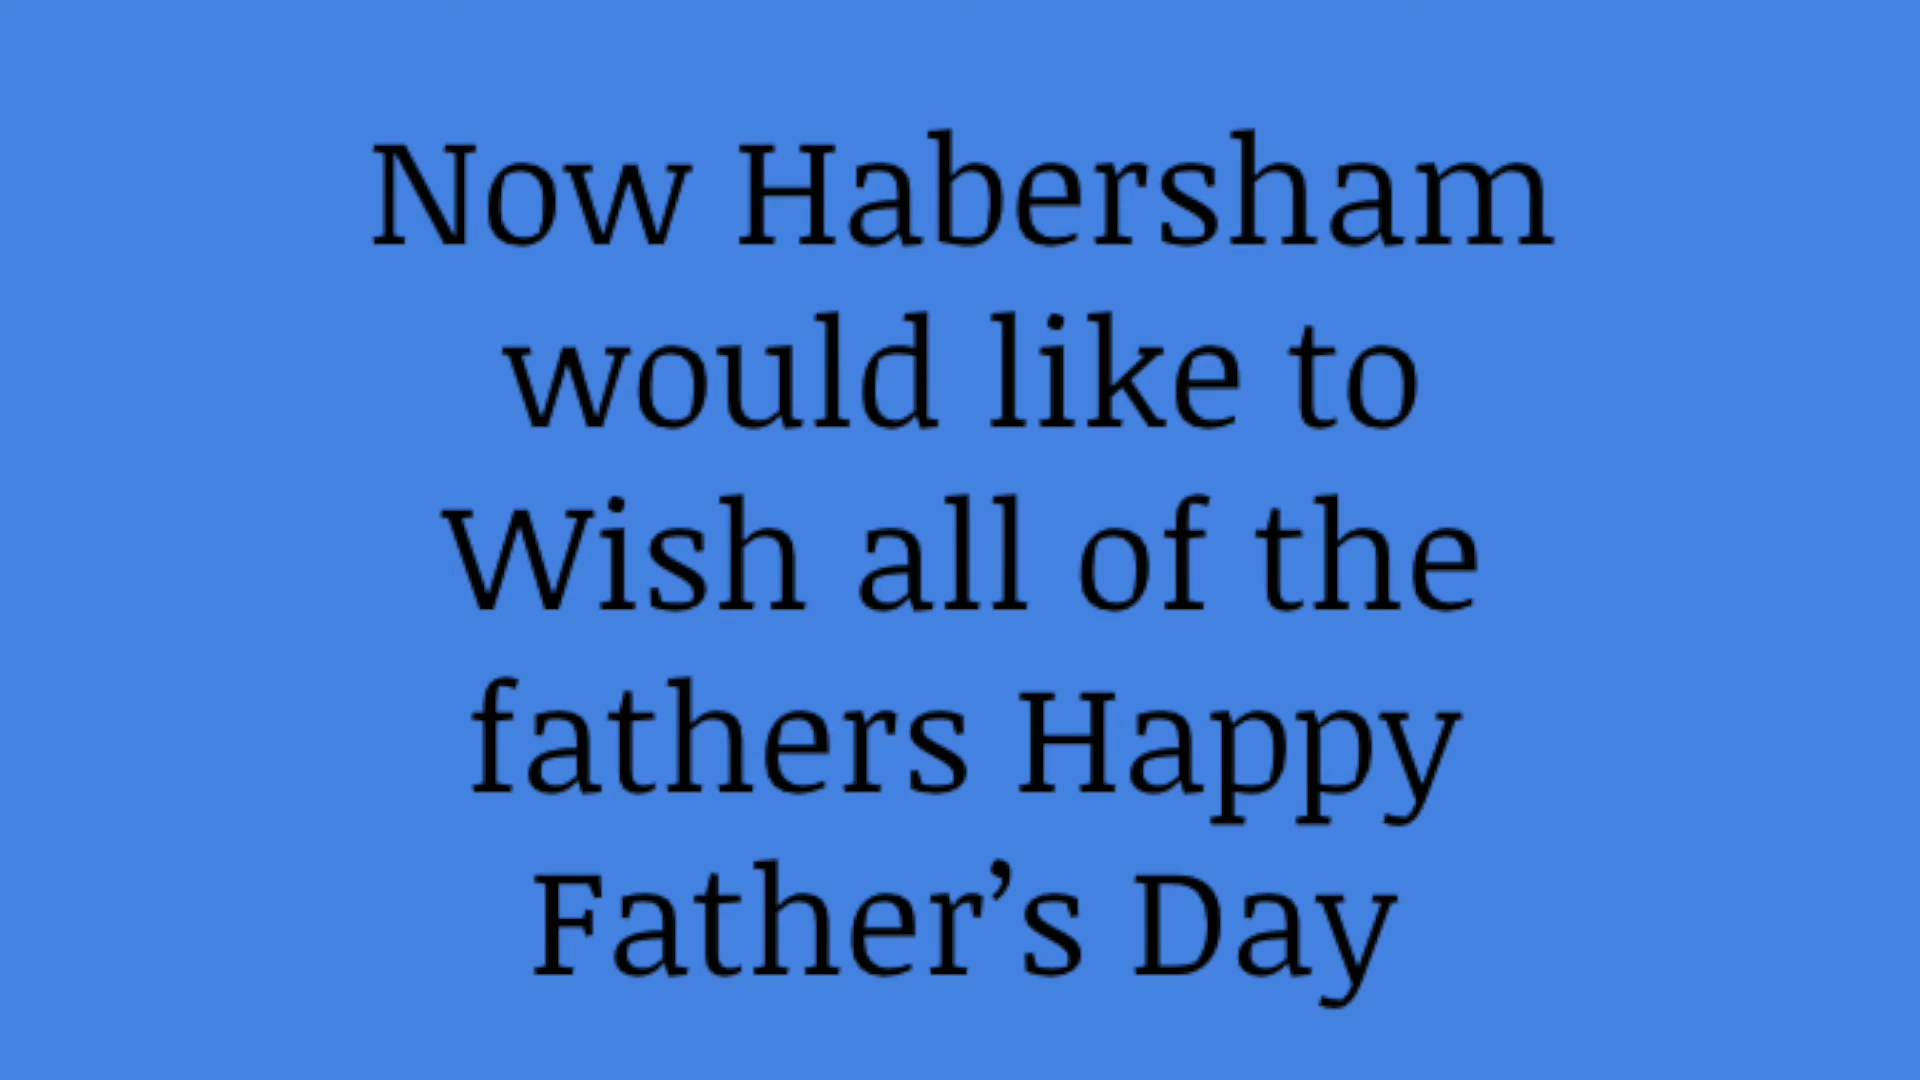 Now Habersham
would like to
Wish all of the
fathers Happy
Father’s Day